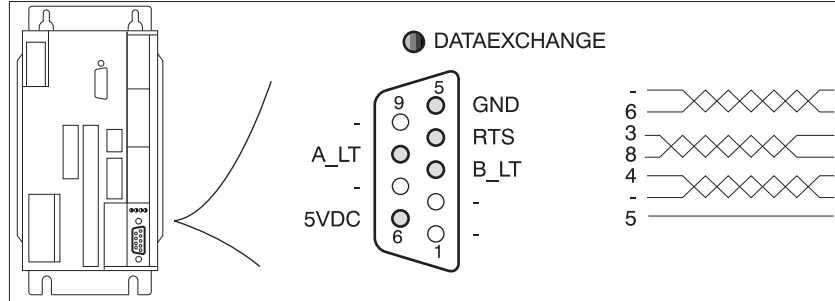 DATAEXCHANGE
9 5
- GND
RTS
A_LT
B_LT
- -
5VDC
6 -
1
-
6
3
8
4
-
5